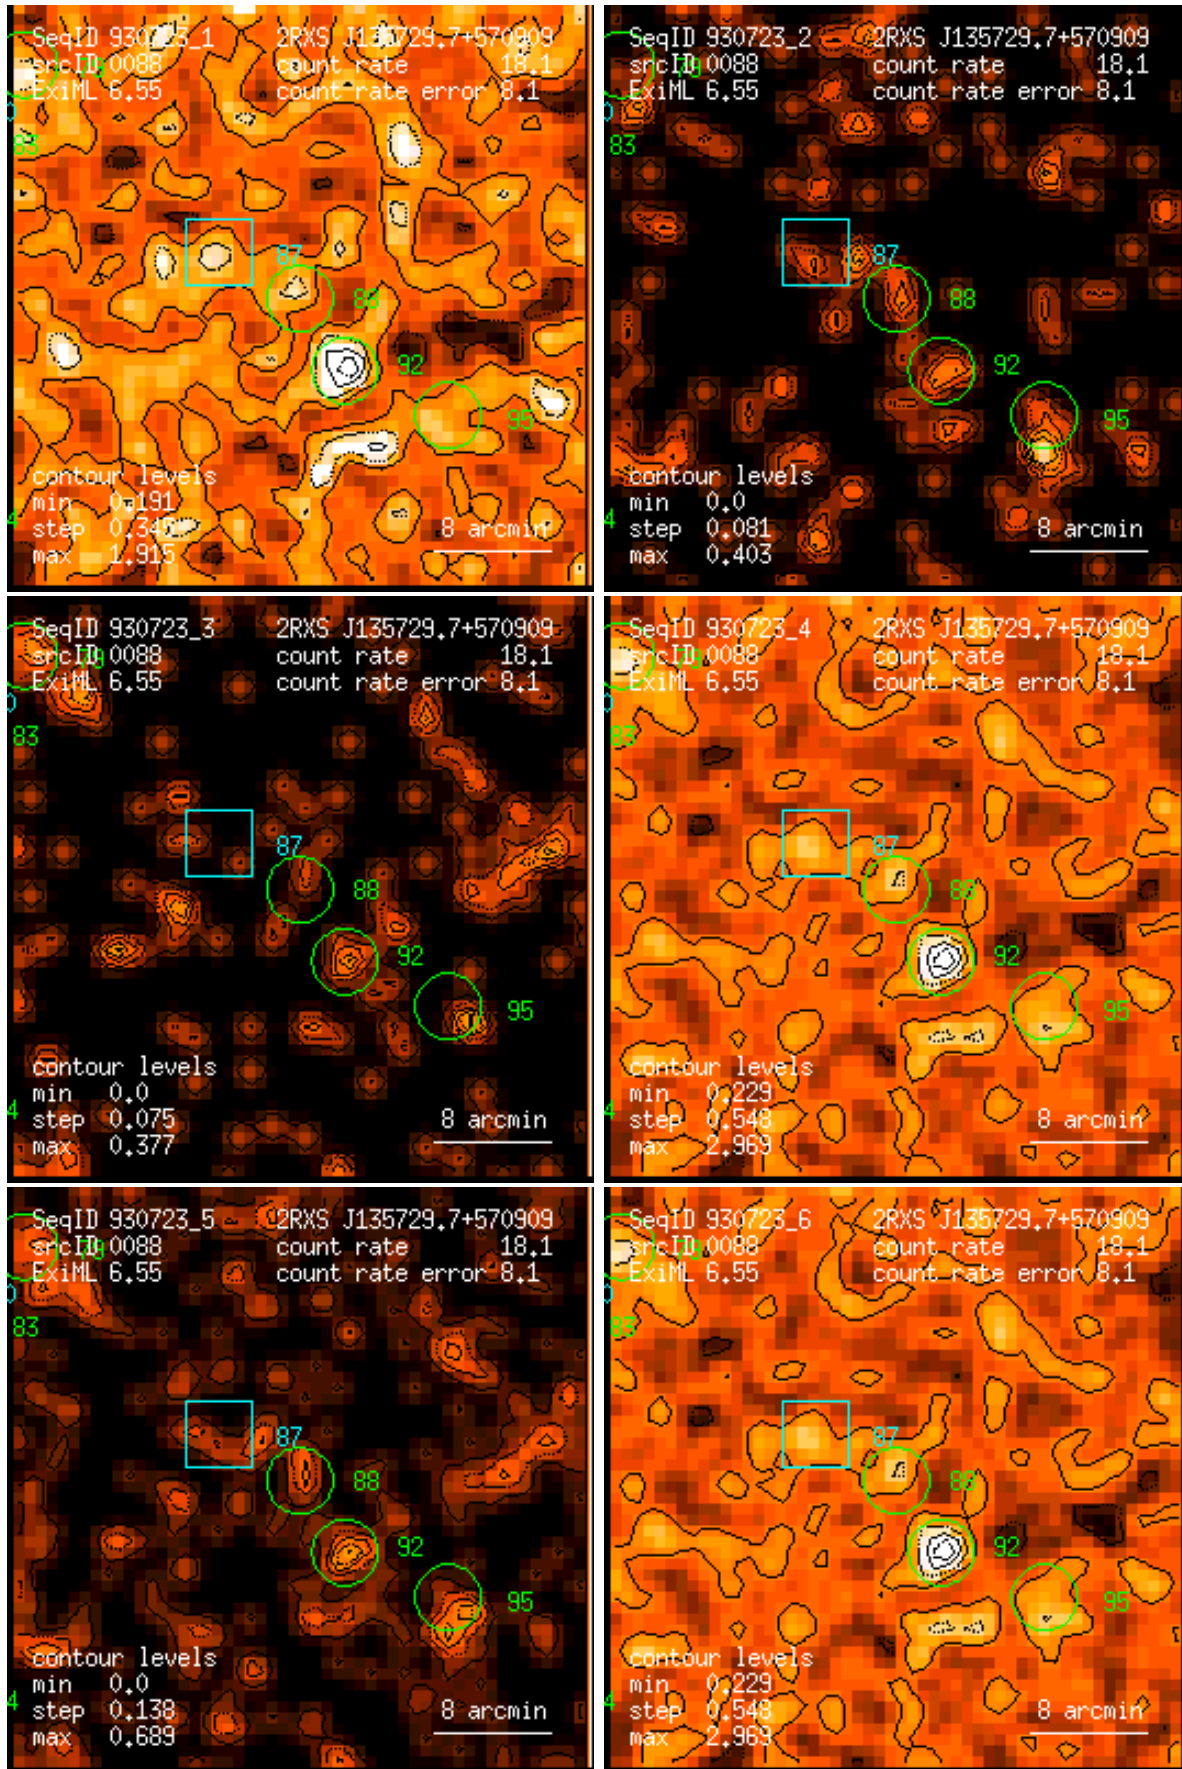 SeqID 930723_1 2RXS J135729.7+570909
srcID 0088 count rate 18.1
ExiML 6.55 count rate error 8.1
79
83
87
88
92
95
contour levels
min 0.191
step 0.345
max 1.915
8 arcmin
4
SeqID 930723_2 2RXS J135729.7+570909
srcID 0088 count rate 18.1
ExiML 6.55 count rate error 8.1
79
83
87
88
92
95
contour levels
min 0.0
step 0.081
max 0.403
8 arcmin
4
SeqID 930723_3 2RXS J135729.7+570909
srcID 0088 count rate 18.1
ExiML 6.55 count rate error 8.1
79
83
87
88
92
95
contour levels
min 0.0
step 0.075
max 0.377
8 arcmin
4
SeqID 930723_4 2RXS J135729.7+570909
srcID 0088 count rate 18.1
ExiML 6.55 count rate error 8.1
79
83
87
88
92
95
contour levels
min 0.229
step 0.548
max 2.969
8 arcmin
4
SeqID 930723_5 2RXS J135729.7+570909
srcID 0088 count rate 18.1
ExiML 6.55 count rate error 8.1
79
83
87
88
92
95
contour levels
min 0.0
step 0.138
max 0.689
8 arcmin
4
SeqID 930723_6 2RXS J135729.7+570909
srcID 0088 count rate 18.1
ExiML 6.55 count rate error 8.1
79
83
87
88
92
95
contour levels
min 0.229
step 0.548
max 2.969
8 arcmin
4